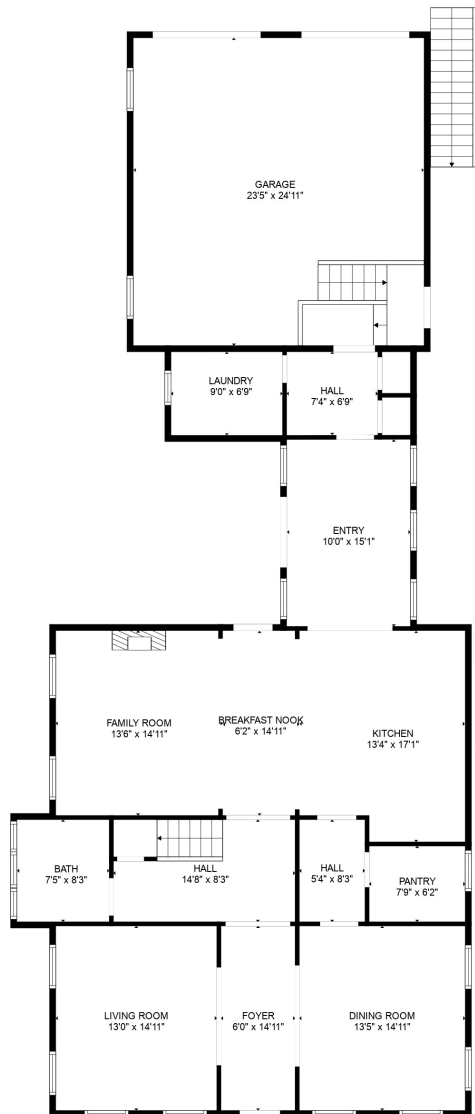 GARAGE
23'5" x 24'11"
LAUNDRY
9'0" x 6'9"
HALL
7'4" x 6'9"
ENTRY
10'0" x 15'1"
FAMILY ROOM
13'6" x 14'11"
BREAKFAST NOOK
6'2" x 14'11"
KITCHEN
13'4" x 17'1"
BATH
7'5" x 8'3"
HALL
14'8" x 8'3"
HALL
5'4" x 8'3"
PANTRY
7'9" x 6'2"
LIVING ROOM
13'0" x 14'11"
FOYER
6'0" x 14'11"
DINING ROOM
13'5" x 14'11"